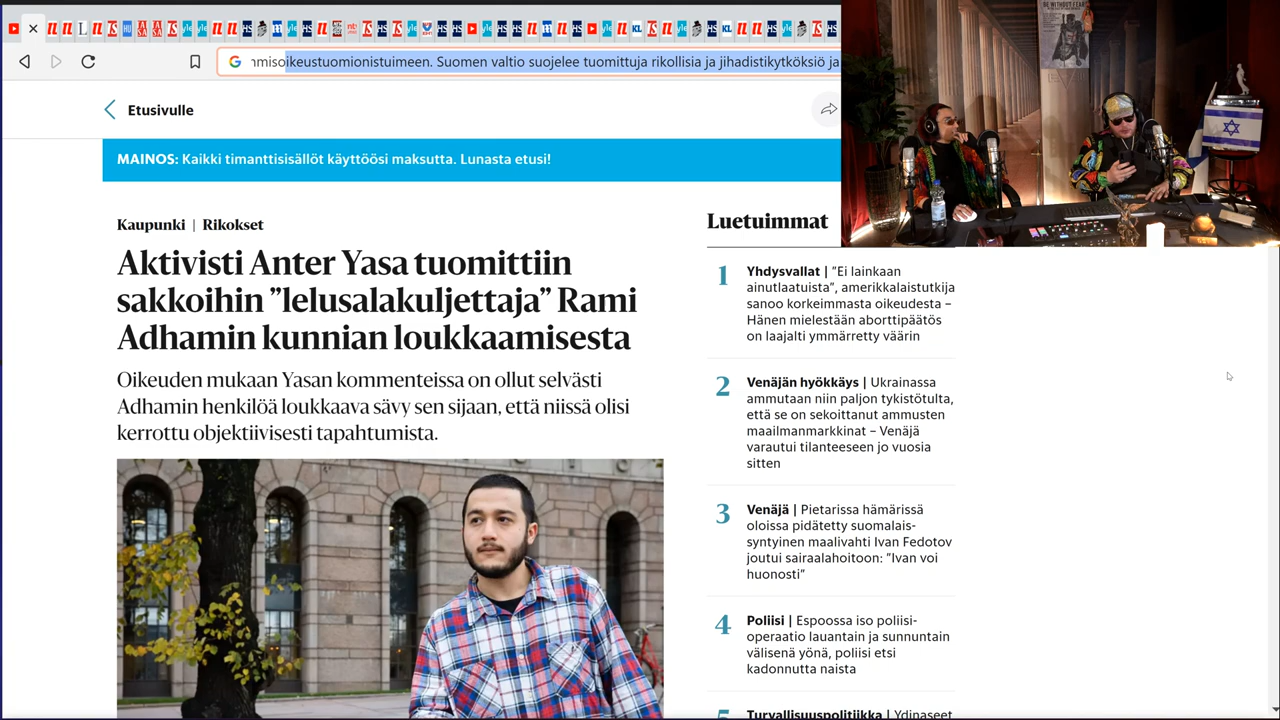 ikeustuomionistuimeen. Suomen valtio suojelee tuomittuja rikollisia ja jihadistikytköksiö ja
BE WITHOUT FEAR
Etusivulle
MAINOS: Kaikki timanttisisällöt käyttöösi maksutta. Lunasta etusi!
Kaupunki | Rikokset
Aktivisti Anter Yasa tuomittiin
sakkoihin ”lelusalakuljettaja” Rami
Adhamin kunnian loukkaamisesta
Oikeuden mukaan Yasan kommenteissa on ollut selvästi
Adhamin henkilöä loukkaava sävy sen sijaan, että niissä olisi
kerrottu objektiivisesti tapahtumista.
Luetuimmat
1 Yhdysvallat | ”Ei lainkaan
ainutlaatuista”, amerikkalaistutkija
sanoo korkeimmasta oikeudesta –
Hänen mielestään aborttipäätös
on laajalti ymmärretty väärin
2 Venäjän hyökkäys | Ukrainassa
ammutaan niin paljon tykistötulta,
että se on sekoittanut ammusten
maailmanmarkkinat – Venäjä
varautui tilanteeseen jo vuosia
sitten
3 Venäjä | Pietarissa hämärissä
oloissa pidätetty suomalais-
syntyinen maalivahti Ivan Fedotov
joutui sairaalahoitoon: ”Ivan voi
huonosti”
4 Poliisi | Espoossa iso poliisi-
operaatio lauantain ja sunnuntain
välisenä yönä, poliisi etsi
kadonnutta naista
5 Turvallisuuspolitiikka | Ydinaseet